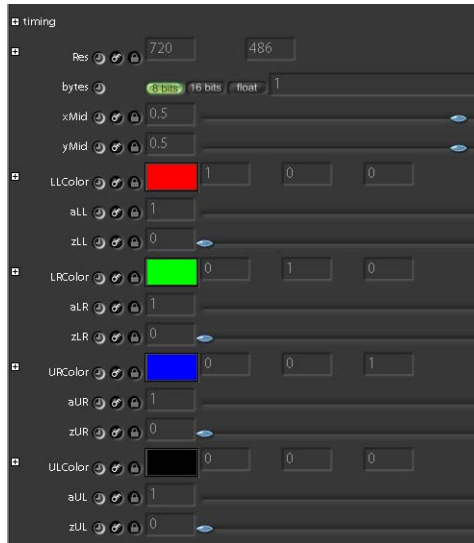 timing
Res 720 486
bytes 8 bits 16 bits float 1
xMid 0.5
yMid 0.5
LLColor 1 0 0
aLL 1
zLL 0
LRColor 0 1 0
aLR 1
zLR 0
URColor 0 0 1
aUR 1
zUR 0
ULColor 0 0 0
aUL 1
zUL 0